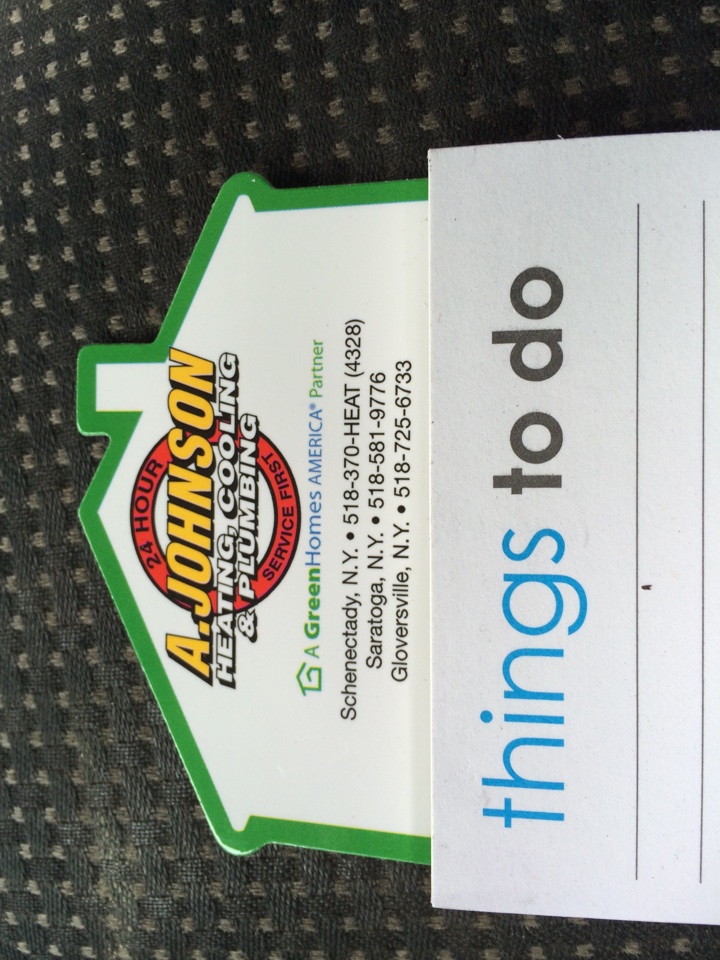 24 HOUR
A. JOHNSON
HEATING, COOLING
& PLUMBING
SERVICE FIRST
A GreenHomes AMERICA® Partner
Schenectady, N.Y. • 518-370-HEAT (4328)
Saratoga, N.Y. • 518-581-9776
Gloversville, N.Y. • 518-725-6733
things to do